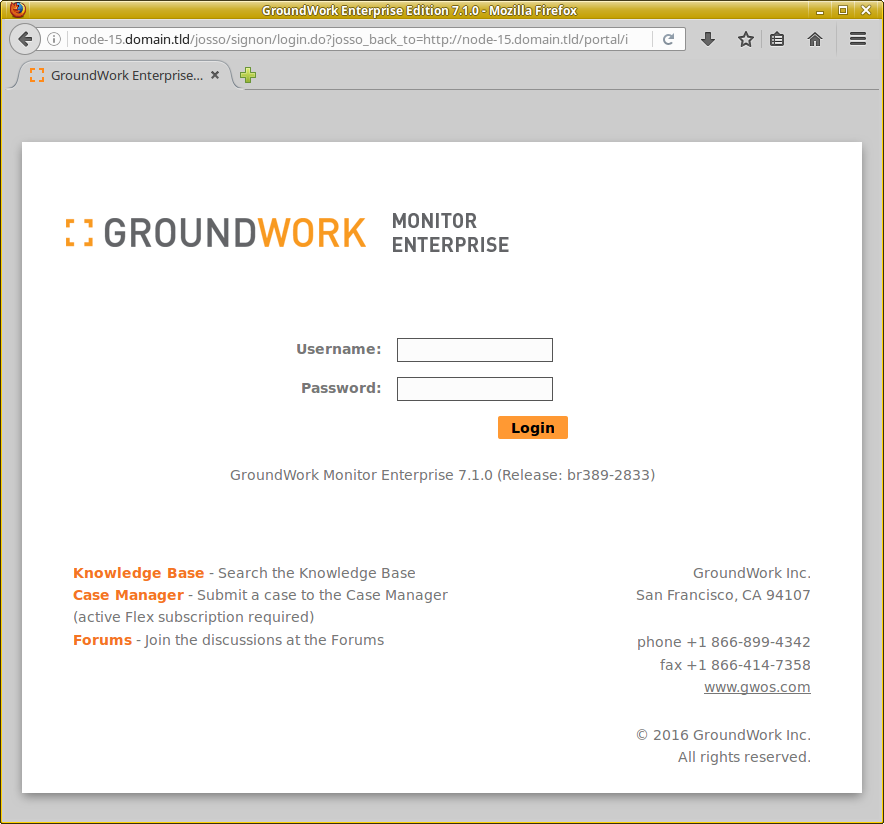 GroundWork Enterprise Edition 7.1.0 - Mozilla Firefox
node-15.domain.tld/josso/signon/login.do?josso_back_to=http://node-15.domain.tld/portal/i
GroundWork Enterprise...
GROUNDWORK
MONITOR
ENTERPRISE
Username:
Password:
Login
GroundWork Monitor Enterprise 7.1.0 (Release: br389-2833)
Knowledge Base - Search the Knowledge Base
Case Manager - Submit a case to the Case Manager
(active Flex subscription required)
Forums - Join the discussions at the Forums
GroundWork Inc.
San Francisco, CA 94107
phone +1 866-899-4342
fax +1 866-414-7358
www.gwos.com
© 2016 GroundWork Inc.
All rights reserved.